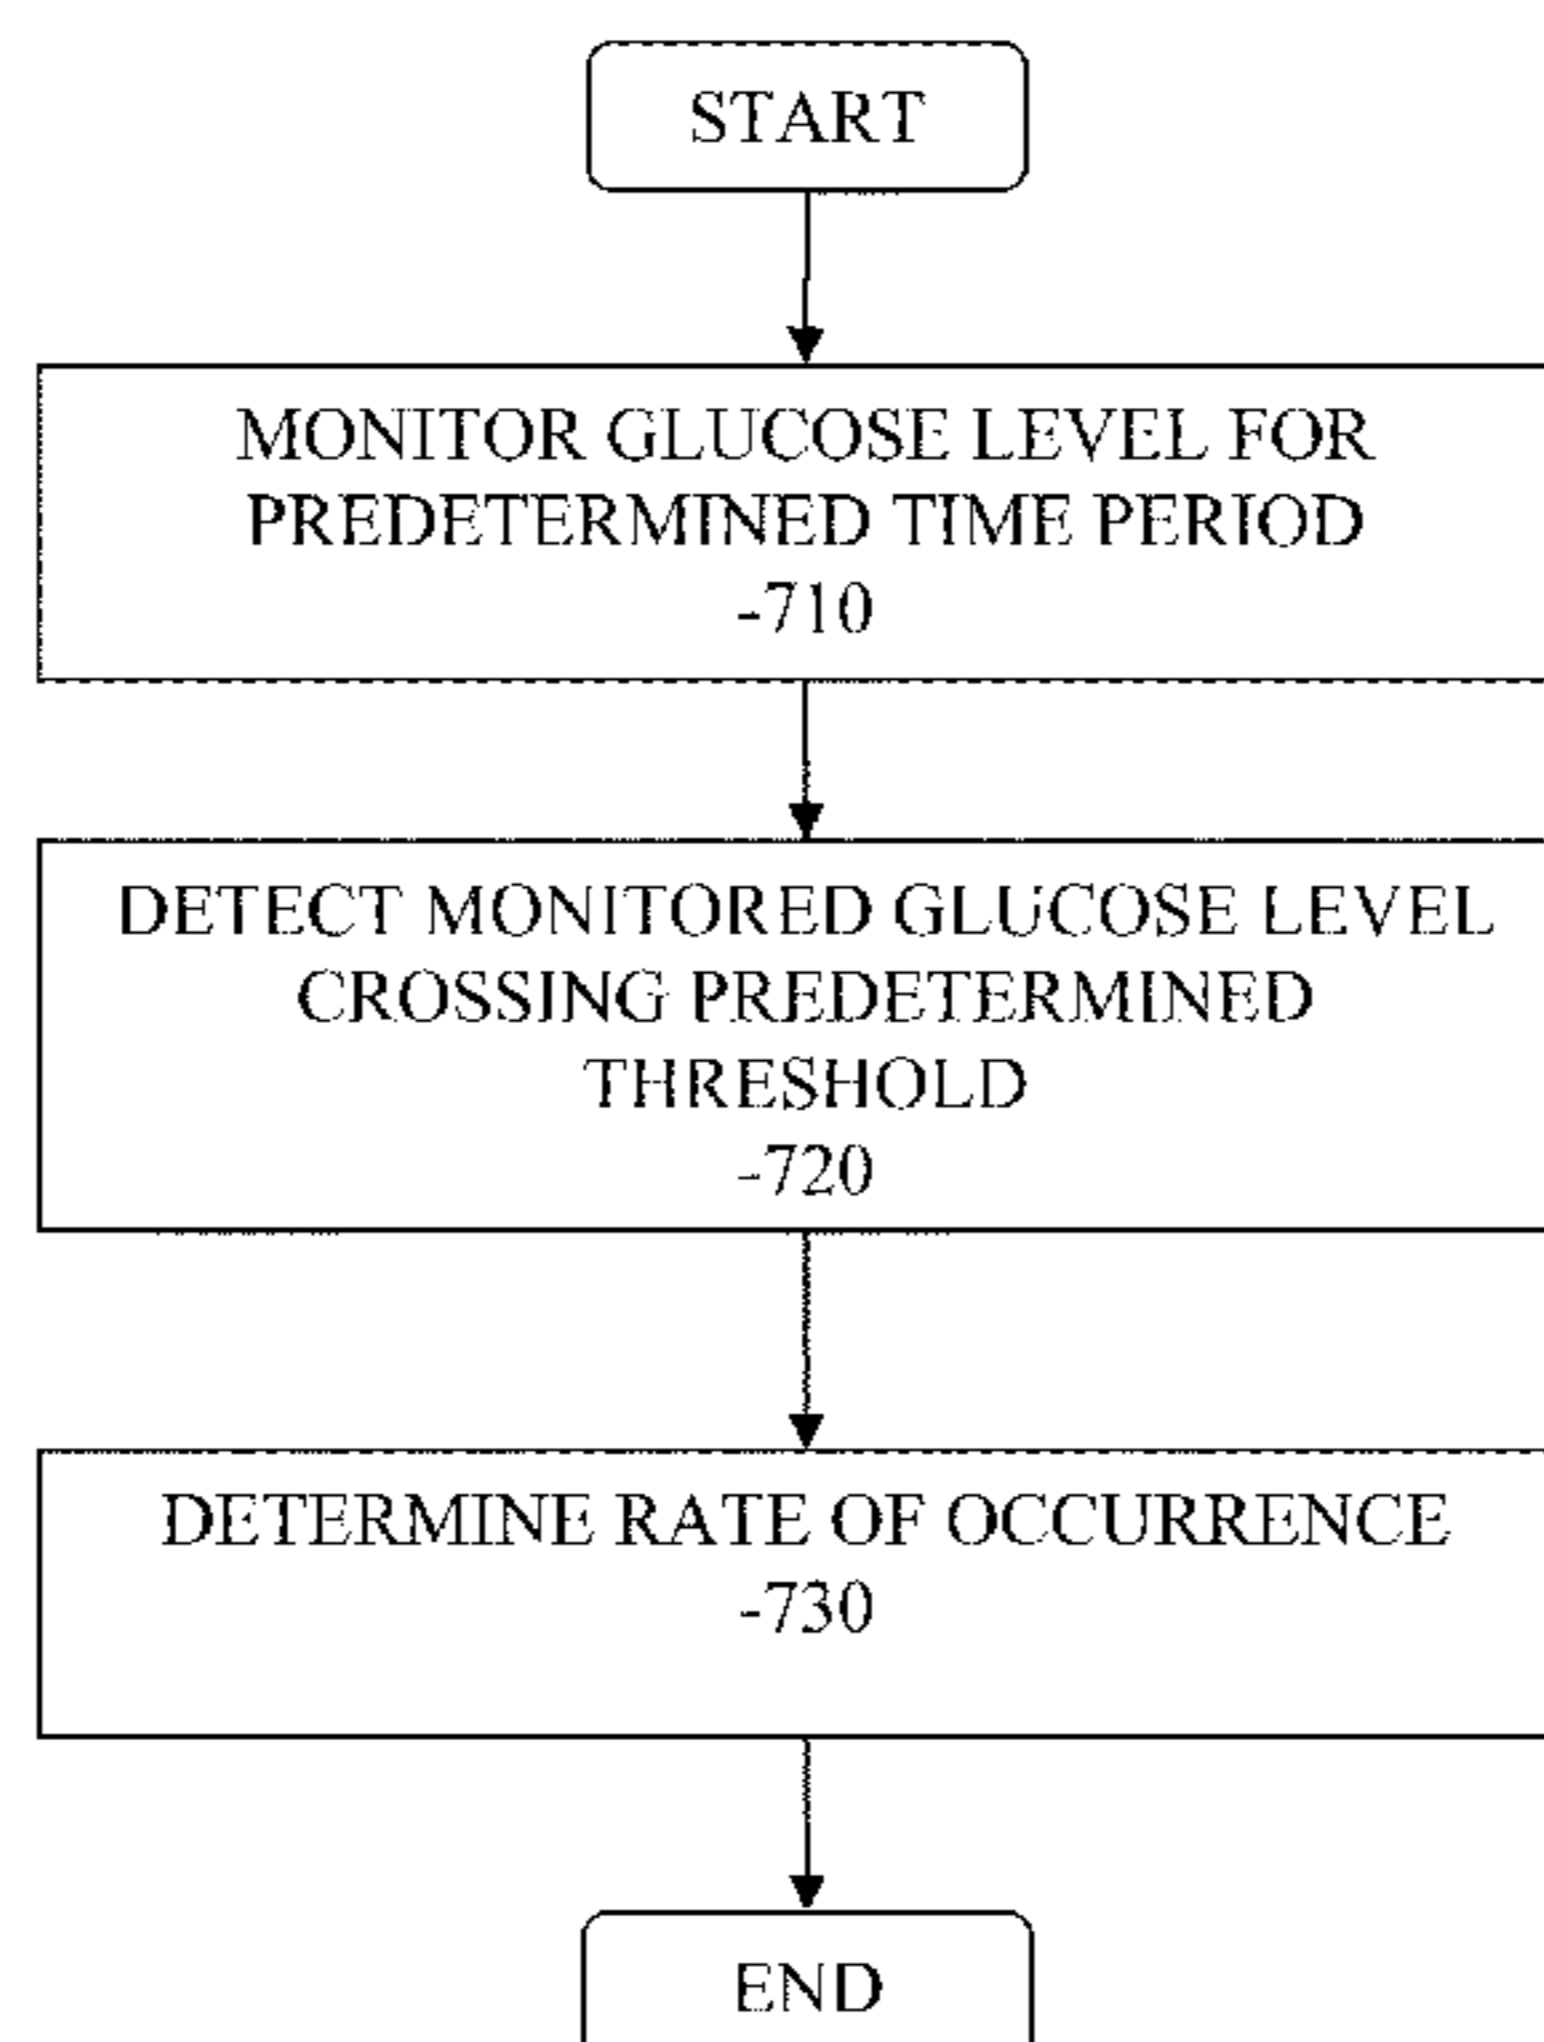 START
MONITOR GLUCOSE LEVEL FOR
PREDETERMINED TIME PERIOD
-710
DETECT MONITORED GLUCOSE LEVEL
CROSSING PREDETERMINED
THRESHOLD
-720
DETERMINE RATE OF OCCURRENCE
-730
END